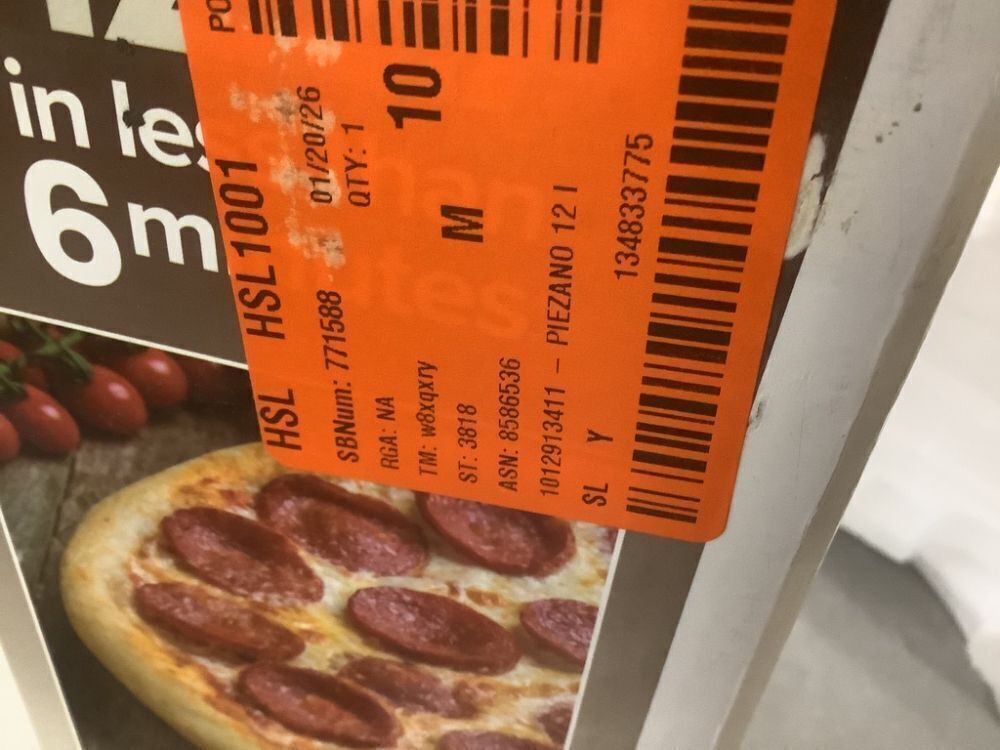 in les
6 m
PO
HSL HSL1001
SBNum: 771588 01/20/26
RGA: NA QTY: 1
TM: w8xqxry 10
ST: 3818 M
ASN: 8586536
1012913411 – PIEZANO 12 I
SL Y
134833775